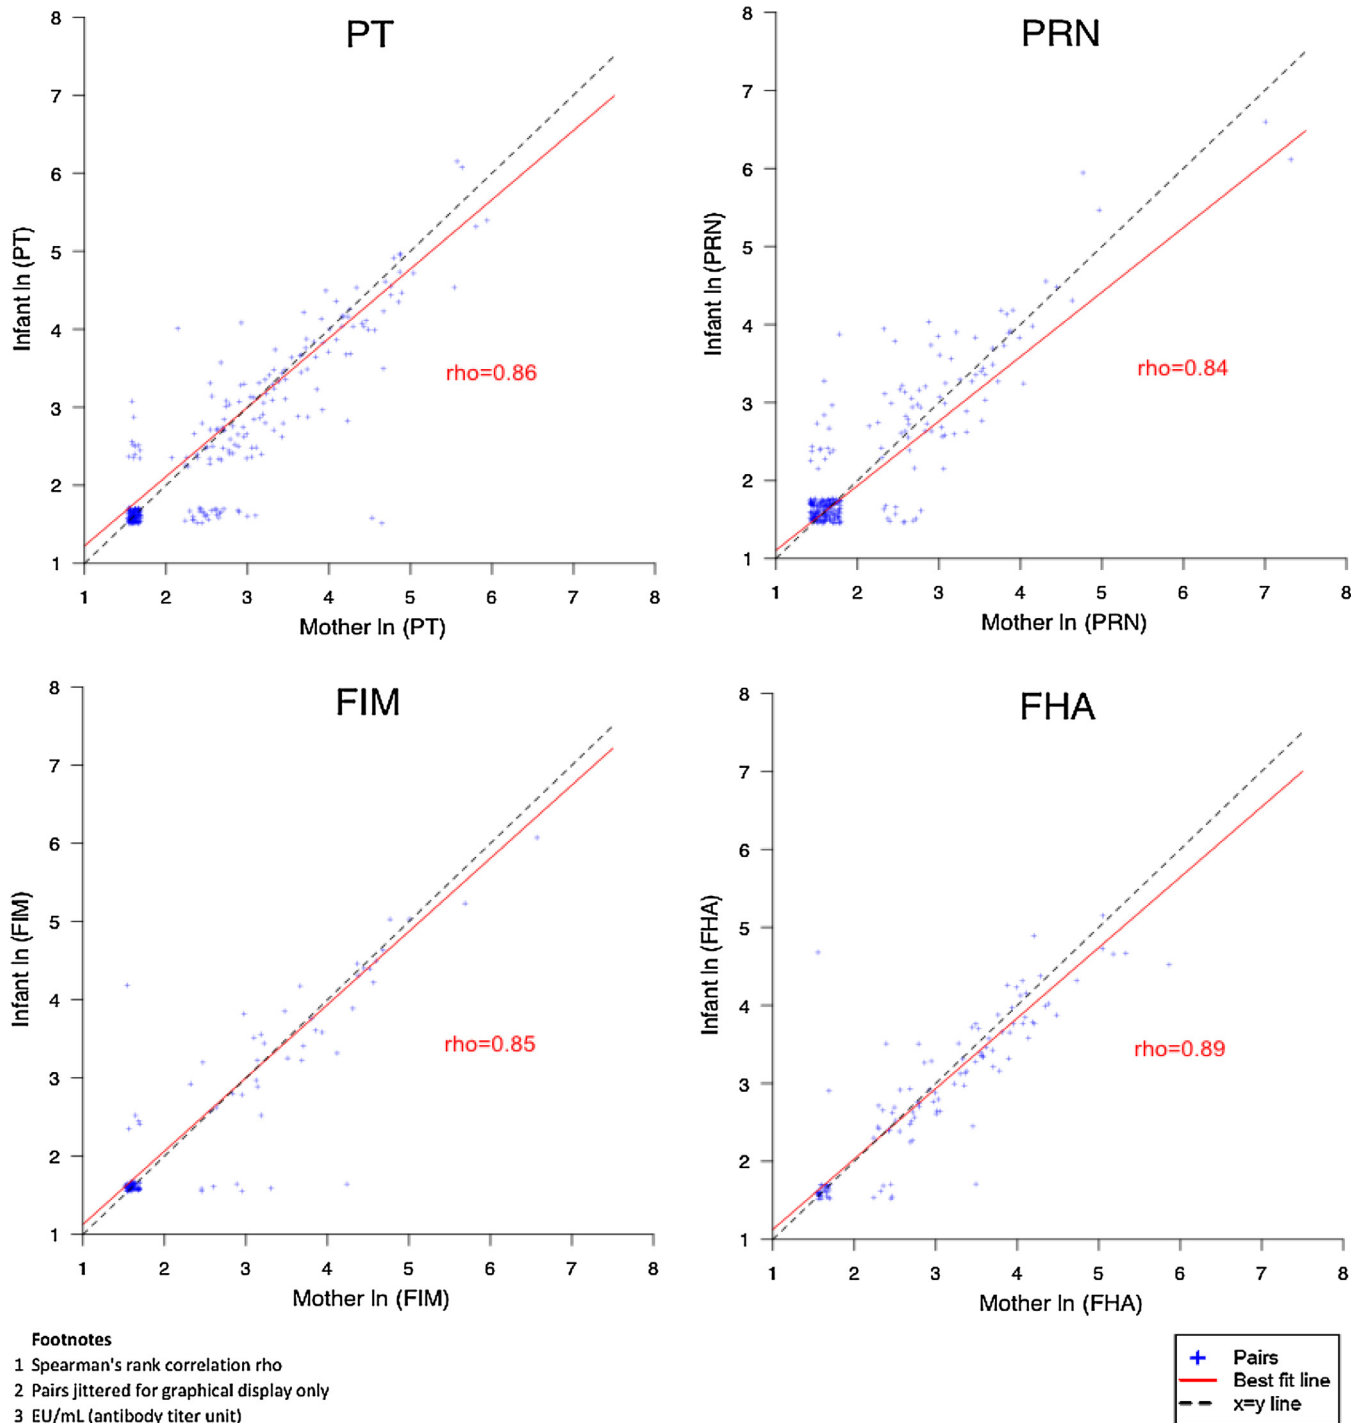 PT
8
7
6
5
4
3
2
1
Infant ln (PT)
rho=0.86
1 2 3 4 5 6 7 8
Mother ln (PT)
PRN
8
7
6
5
4
3
2
1
Infant ln (PRN)
rho=0.84
1 2 3 4 5 6 7 8
Mother ln (PRN)
FIM
8
7
6
5
4
3
2
1
Infant ln (FIM)
rho=0.85
1 2 3 4 5 6 7 8
Mother ln (FIM)
FHA
8
7
6
5
4
3
2
1
Infant ln (FHA)
rho=0.89
1 2 3 4 5 6 7 8
Mother ln (FHA)
Footnotes
1 Spearman's rank correlation rho
2 Pairs jittered for graphical display only
3 EU/mL (antibody titer unit)
Pairs
Best fit line
x=y line